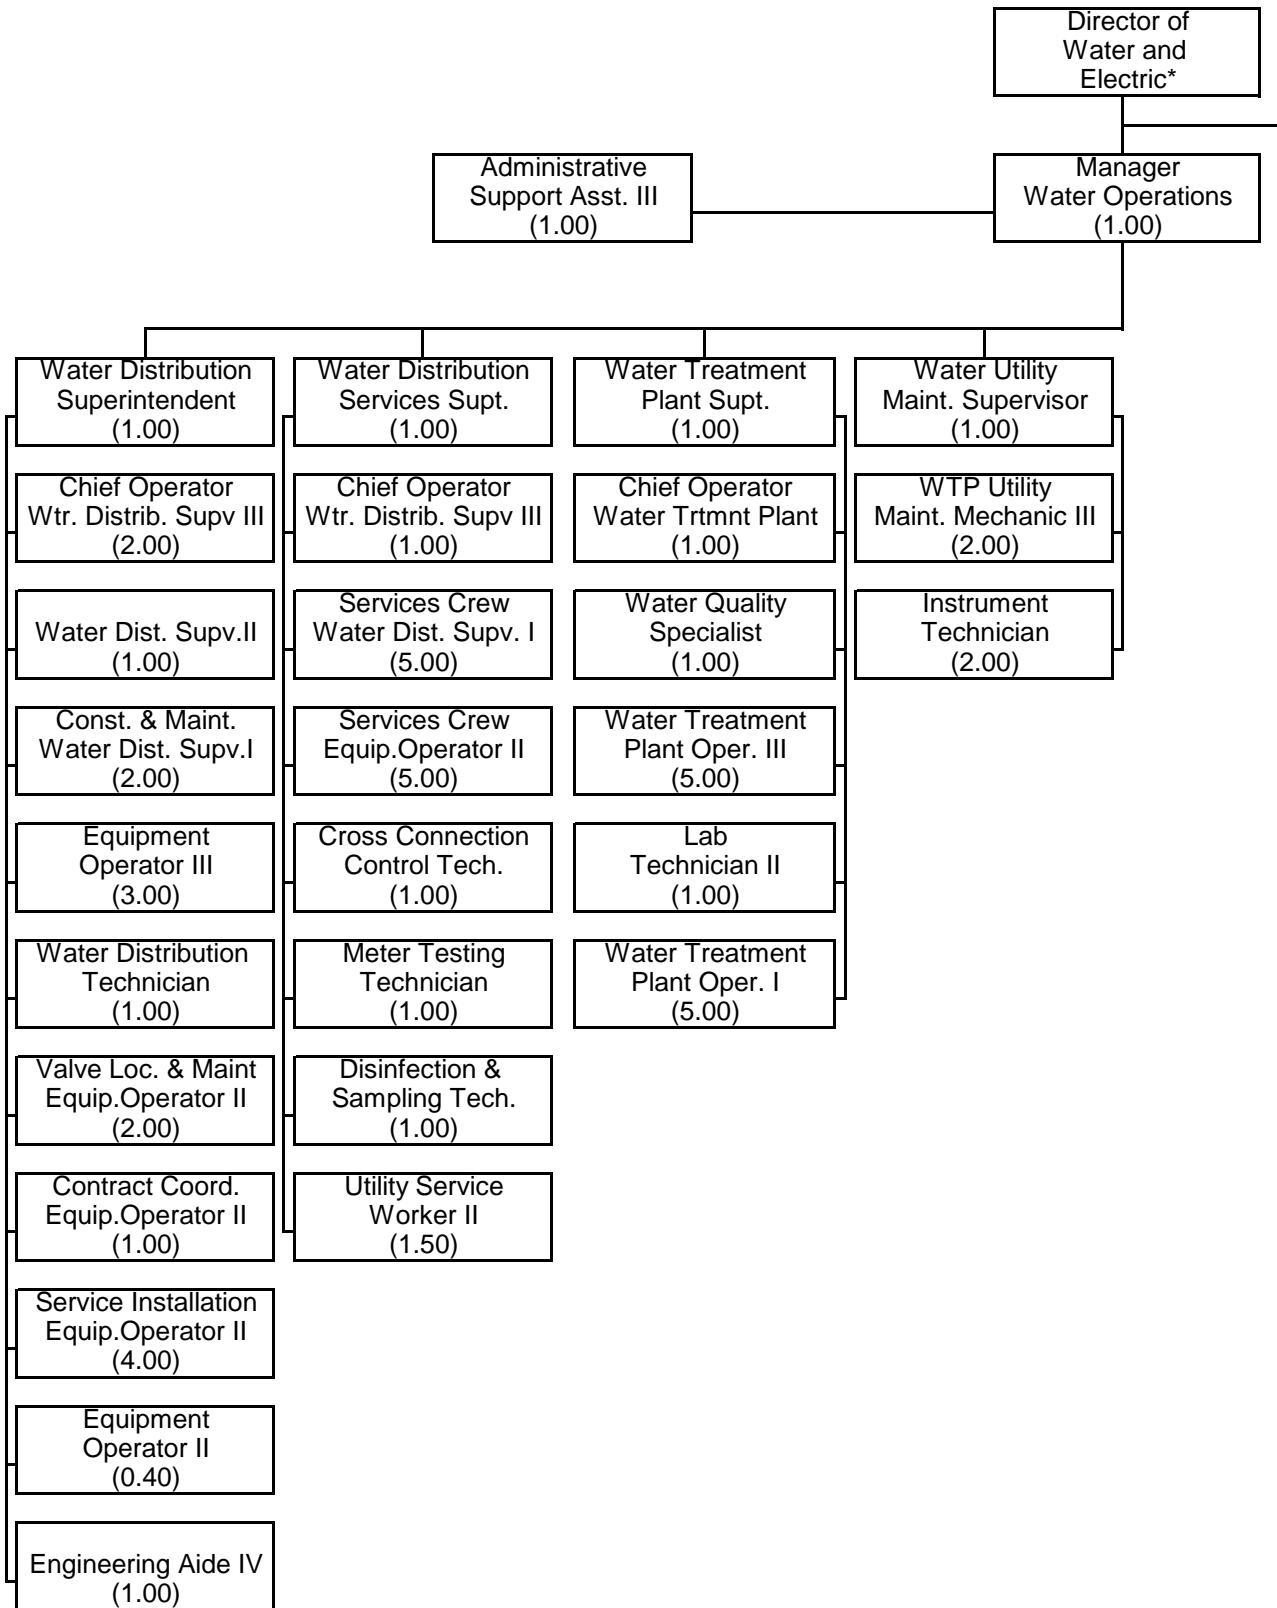 Director of
Water and
Electric*
Administrative
Support Asst. III
(1.00)
Manager
Water Operations
(1.00)
Water Distribution
Superintendent
(1.00)
Chief Operator
Wtr. Distrib. Supv III
(2.00)
Water Dist. Supv.II
(1.00)
Const. & Maint.
Water Dist. Supv.I
(2.00)
Equipment
Operator III
(3.00)
Water Distribution
Technician
(1.00)
Valve Loc. & Maint
Equip.Operator II
(2.00)
Contract Coord.
Equip.Operator II
(1.00)
Service Installation
Equip.Operator II
(4.00)
Equipment
Operator II
(0.40)
Engineering Aide IV
(1.00)
Water Distribution
Services Supt.
(1.00)
Chief Operator
Wtr. Distrib. Supv III
(1.00)
Services Crew
Water Dist. Supv. I
(5.00)
Services Crew
Equip.Operator II
(5.00)
Cross Connection
Control Tech.
(1.00)
Meter Testing
Technician
(1.00)
Disinfection &
Sampling Tech.
(1.00)
Utility Service
Worker II
(1.50)
Water Treatment
Plant Supt.
(1.00)
Chief Operator
Water Trtmnt Plant
(1.00)
Water Quality
Specialist
(1.00)
Water Treatment
Plant Oper. III
(5.00)
Lab
Technician II
(1.00)
Water Treatment
Plant Oper. I
(5.00)
Water Utility
Maint. Supervisor
(1.00)
WTP Utility
Maint. Mechanic III
(2.00)
Instrument
Technician
(2.00)